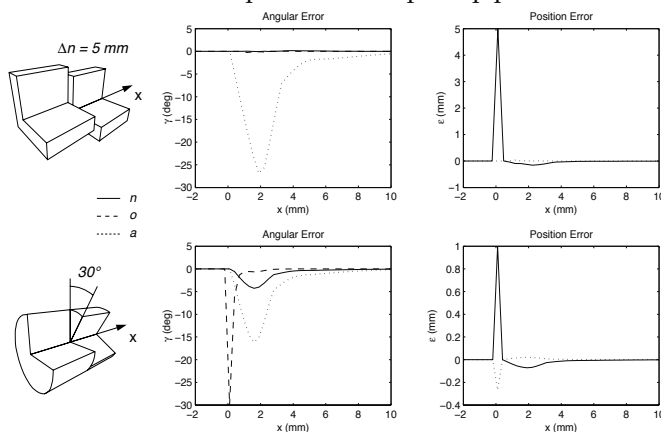 Δn = 5 mm
x
n
o
a
30°
x
Angular Error
γ (deg)
5
0
−5
−10
−15
−20
−25
−30
−2 0 2 4 6 8 10
x (mm)
Position Error
ε (mm)
5
4
3
2
1
0
−1
−2 0 2 4 6 8 10
x (mm)
Angular Error
γ (deg)
5
0
−5
−10
−15
−20
−25
−30
−2 0 2 4 6 8 10
x (mm)
Position Error
ε (mm)
1
0.8
0.6
0.4
0.2
0
−0.2
−0.4
−2 0 2 4 6 8 10
x (mm)